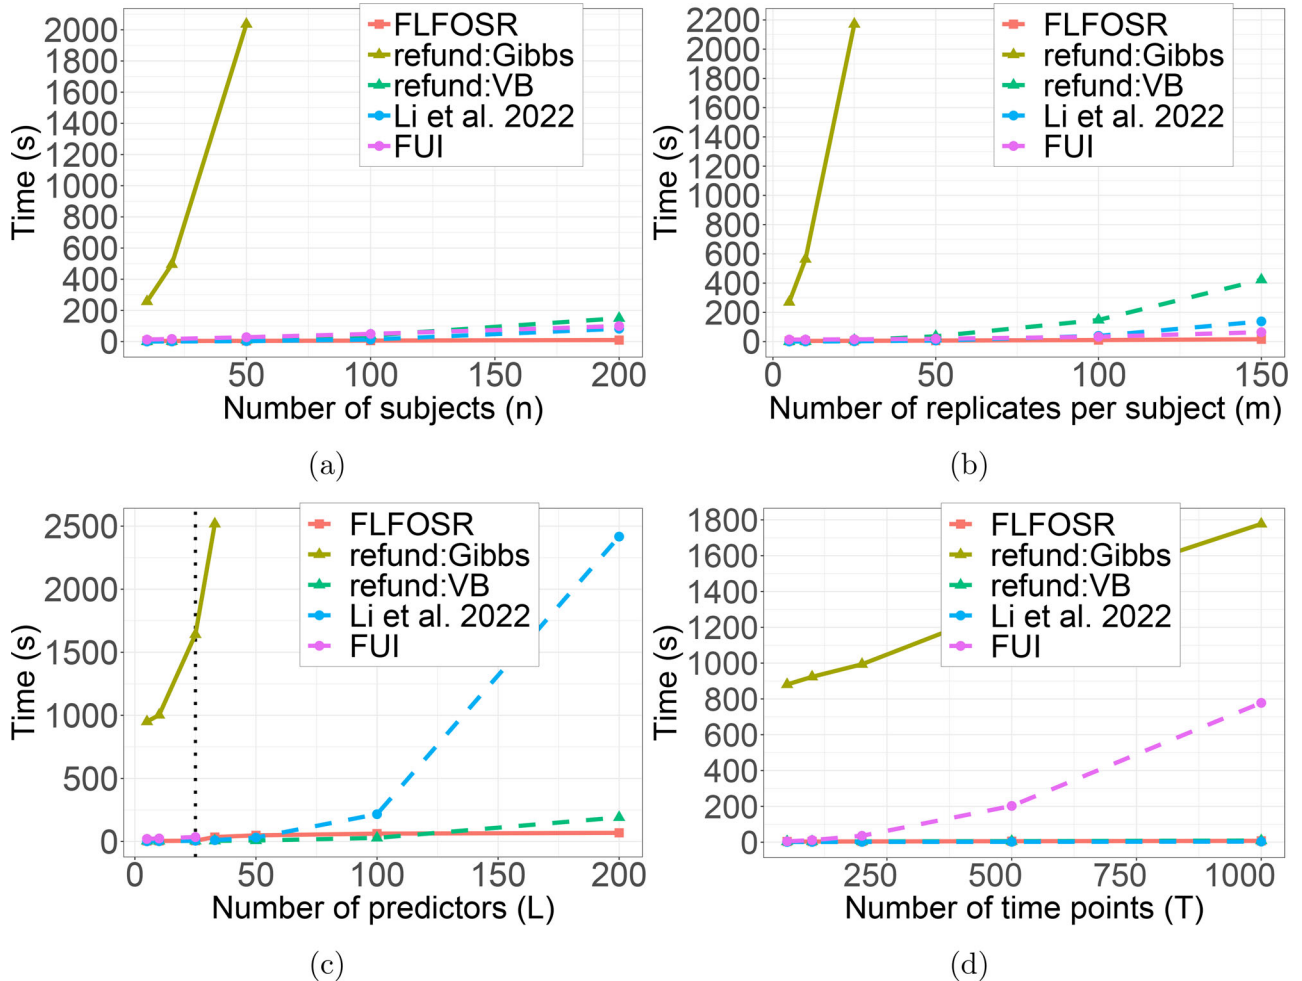 FLFOSR
refund:Gibbs
refund:VB
Li et al. 2022
FUI
2000
1800
1600
1400
1200
1000
800
600
400
200
0
Time (s)
50
100
150
200
Number of subjects (n)
(a)
FLFOSR
refund:Gibbs
refund:VB
Li et al. 2022
FUI
2200
2000
1800
1600
1400
1200
1000
800
600
400
200
0
Time (s)
0
50
100
150
Number of replicates per subject (m)
(b)
FLFOSR
refund:Gibbs
refund:VB
Li et al. 2022
FUI
2500
2000
1500
1000
500
0
Time (s)
0
50
100
150
200
Number of predictors (L)
(c)
FLFOSR
refund:Gibbs
refund:VB
Li et al. 2022
FUI
1800
1600
1400
1200
1000
800
600
400
200
0
Time (s)
250
500
750
1000
Number of time points (T)
(d)